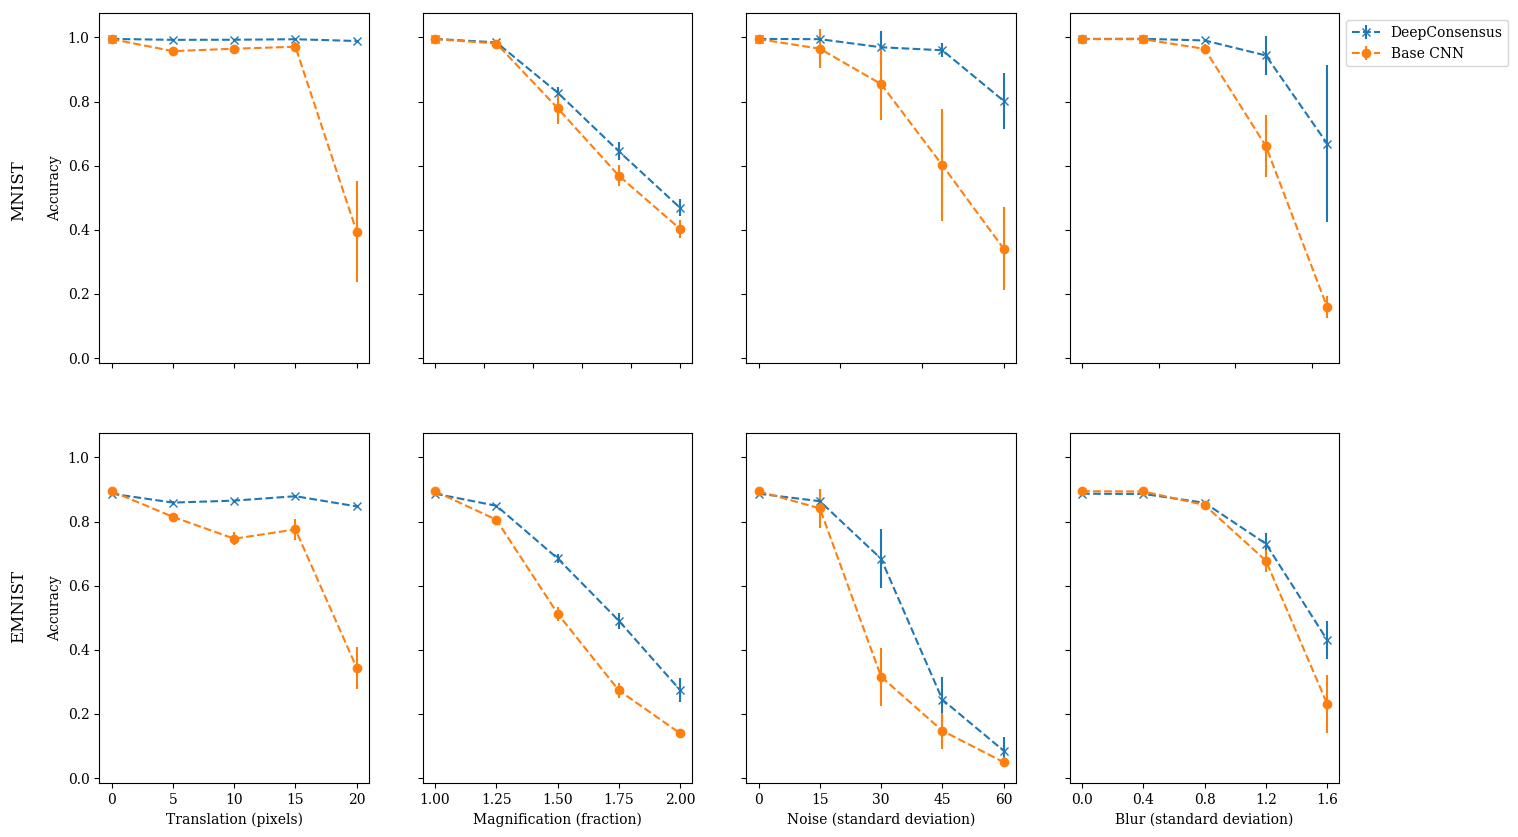 DeepConsensus
Base CNN
MNIST
Accuracy
1.0
0.8
0.6
0.4
0.2
0.0
EMNIST
Accuracy
1.0
0.8
0.6
0.4
0.2
0.0
0 5 10 15 20
Translation (pixels)
1.00 1.25 1.50 1.75 2.00
Magnification (fraction)
0 15 30 45 60
Noise (standard deviation)
0.0 0.4 0.8 1.2 1.6
Blur (standard deviation)